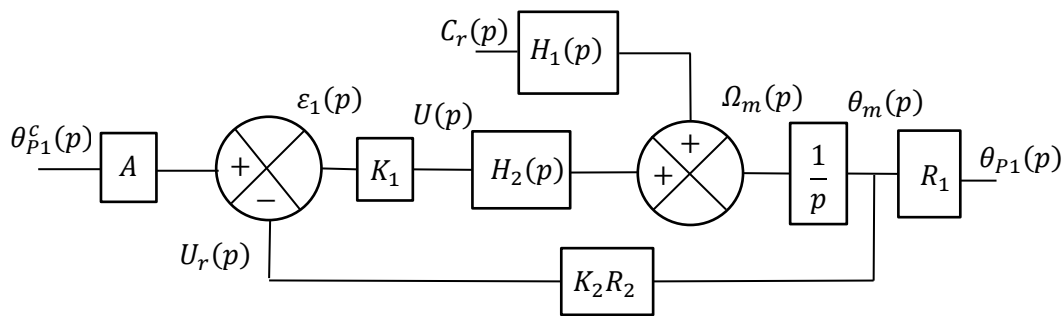 C_r(p)
H_1(p)
ε_1(p)
U(p)
Ω_m(p)
θ_m(p)
θ^c_{P1}(p)
θ_{P1}(p)
A
+
−
K_1
H_2(p)
+
+
1/p
R_1
U_r(p)
K_2R_2